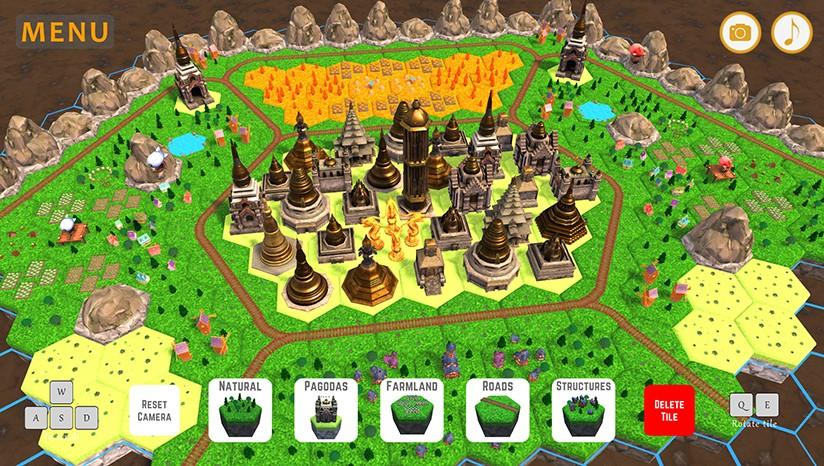 MENU
W
A S D
RESET
CAMERA
NATURAL
PAGODAS
FARMLAND
ROADS
STRUCTURES
DELETE
TILE
Q E
Rotate tile